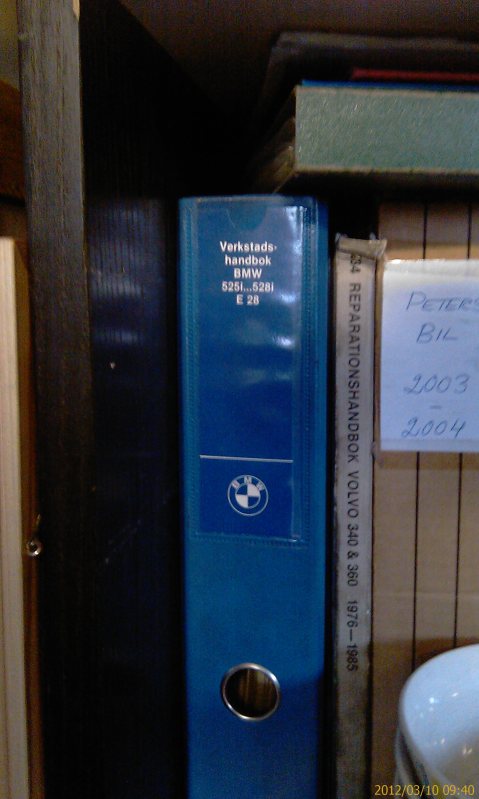 Verkstads-
handbok
BMW
525i...528i
E 28
BMW
REPARATIONSHANDBOK VOLVO 340 & 360 1976—1985
PETERS
BIL
2003
-
2004
2012/03/10 09:40